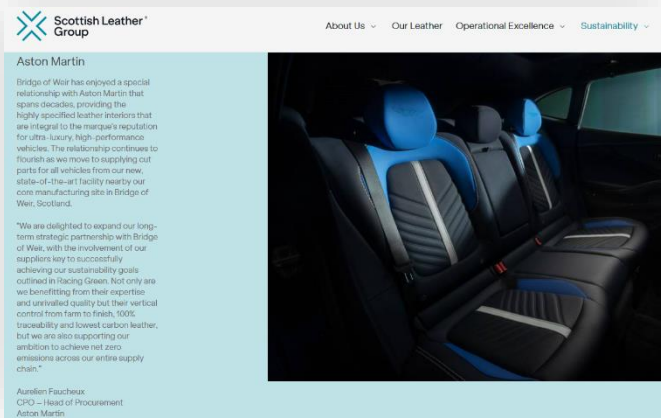 Scottish Leather®
Group
About Us
Our Leather
Operational Excellence
Sustainability
Aston Martin
Bridge of Weir has enjoyed a special
relationship with Aston Martin that
spans decades, providing the
highly specified leather interiors that
are integral to the marque's reputation
for ultra-luxury, high-performance
vehicles. The relationship continues to
flourish as we move to supplying cut
parts for all vehicles from our new,
state-of-the-art facility nearby our
core manufacturing site in Bridge of
Weir, Scotland.
"We are delighted to expand our long-
term strategic partnership with Bridge
of Weir, with the involvement of our
suppliers key to successfully
achieving our sustainability goals
outlined in Racing Green. Not only are
we benefitting from their expertise
and unrivalled quality but their vertical
control from farm to finish, 100%
traceability and lowest carbon leather,
but we are also supporting our
ambition to achieve net zero
emissions across our entire supply
chain."
Aurelien Faucheux
CPO – Head of Procurement
Aston Martin